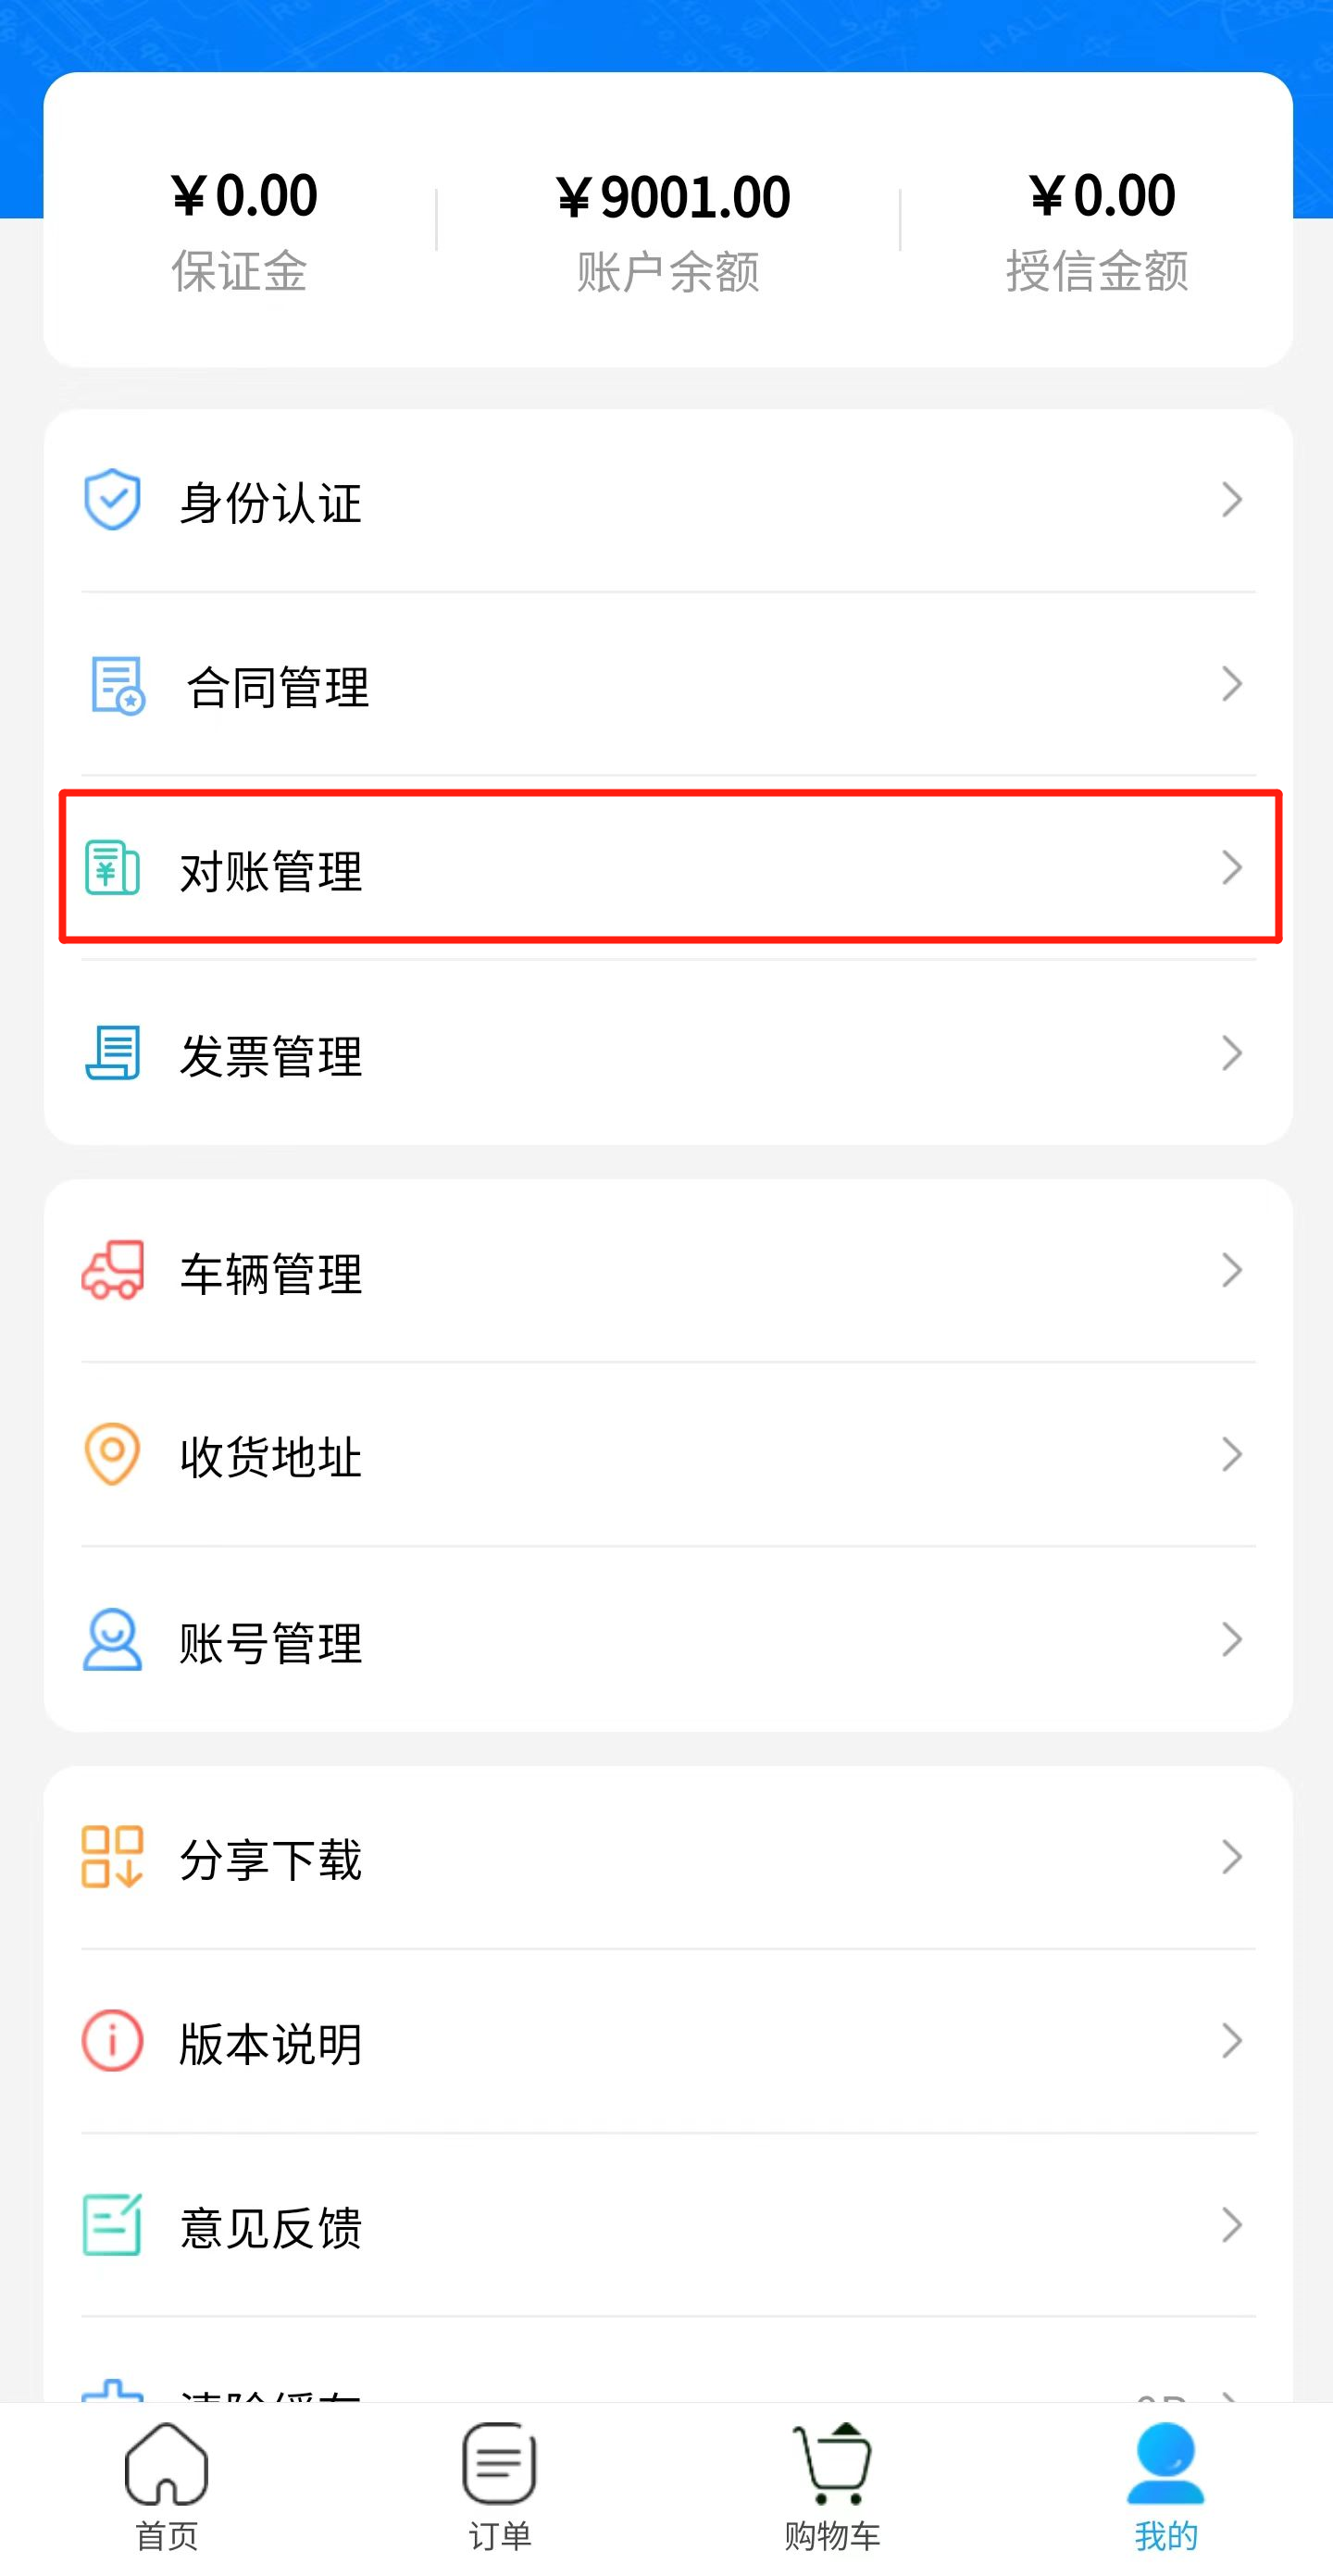 ￥0.00
￥9001.00
￥0.00
保证金
账户余额
授信金额
身份认证
合同管理
对账管理
发票管理
车辆管理
收货地址
账号管理
分享下载
版本说明
意见反馈
首页
订单
购物车
我的